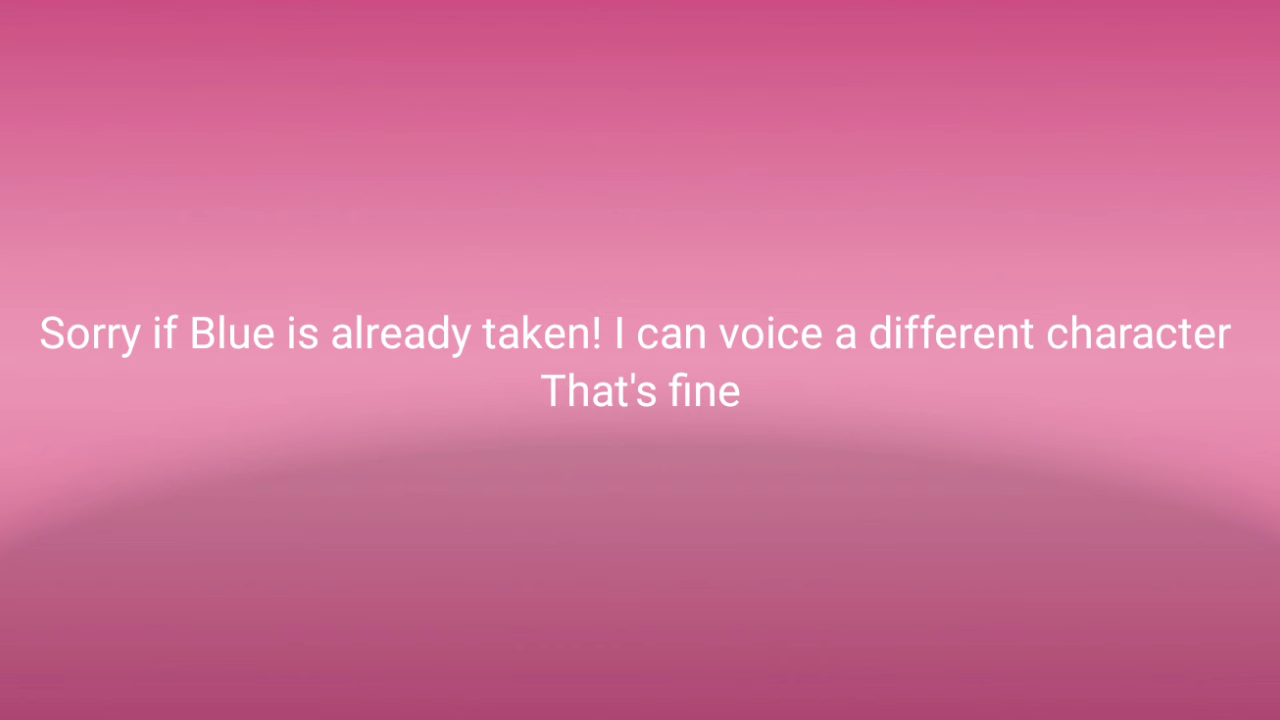 Sorry if Blue is already taken! I can voice a different character
That's fine